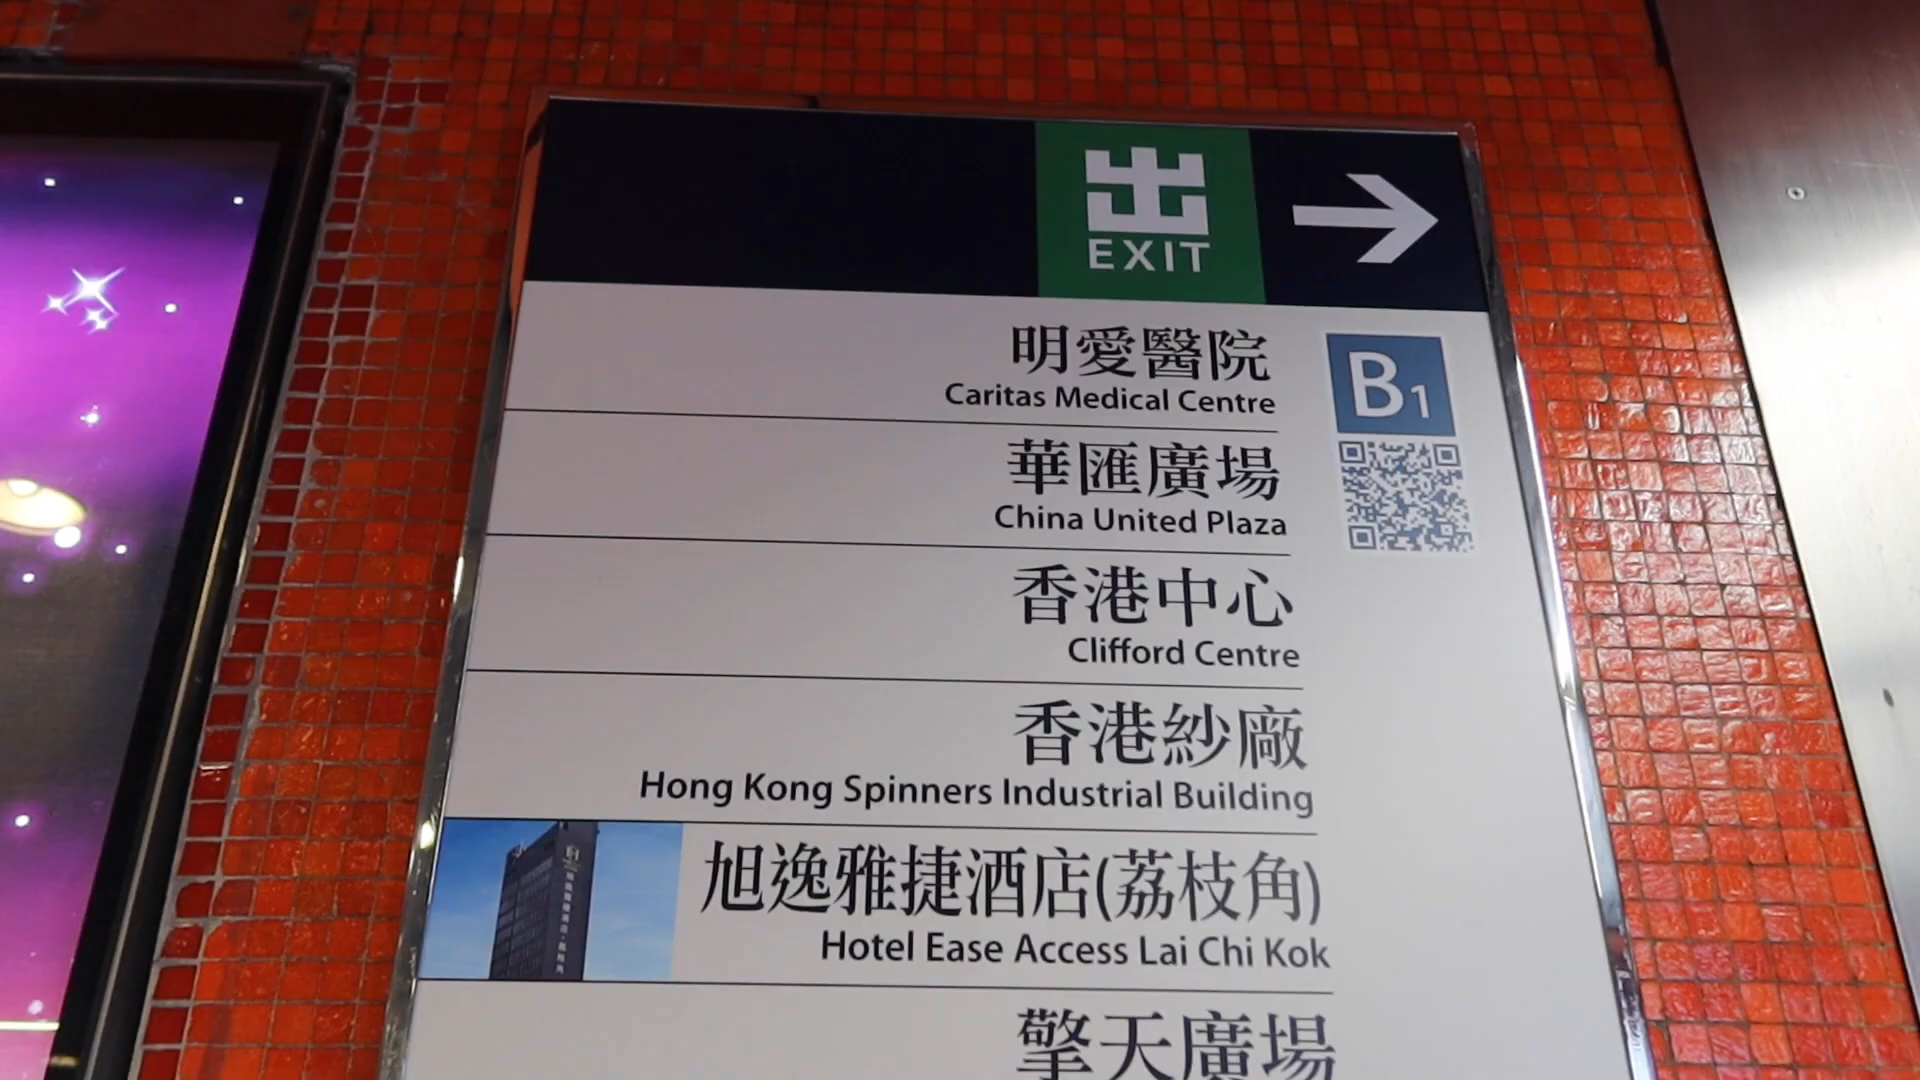 出
EXIT
明愛醫院
Caritas Medical Centre
B1
華匯廣場
China United Plaza
香港中心
Clifford Centre
香港紗廠
Hong Kong Spinners Industrial Building
旭逸雅捷酒店(荔枝角)
Hotel Ease Access Lai Chi Kok
擎天廣場